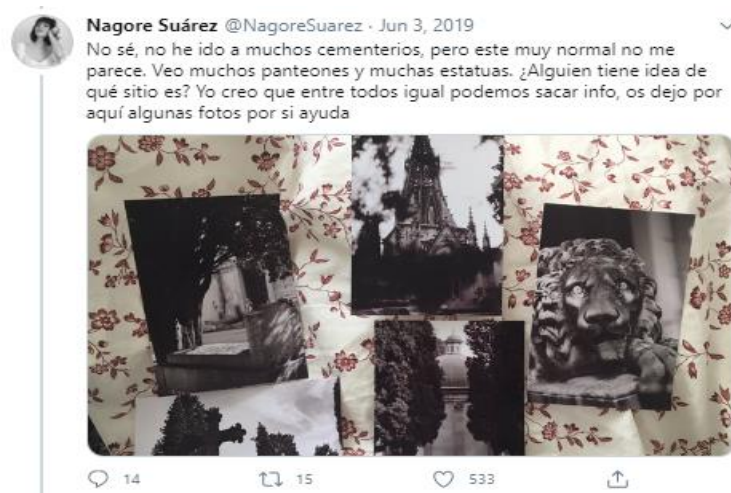 Nagore Suárez @NagoreSuarez · Jun 3, 2019
No sé, no he ido a muchos cementerios, pero este muy normal no me
parece. Veo muchos panteones y muchas estatuas. ¿Alguien tiene idea de
qué sitio es? Yo creo que entre todos igual podemos sacar info, os dejo por
aquí algunas fotos por si ayuda
14 15 533